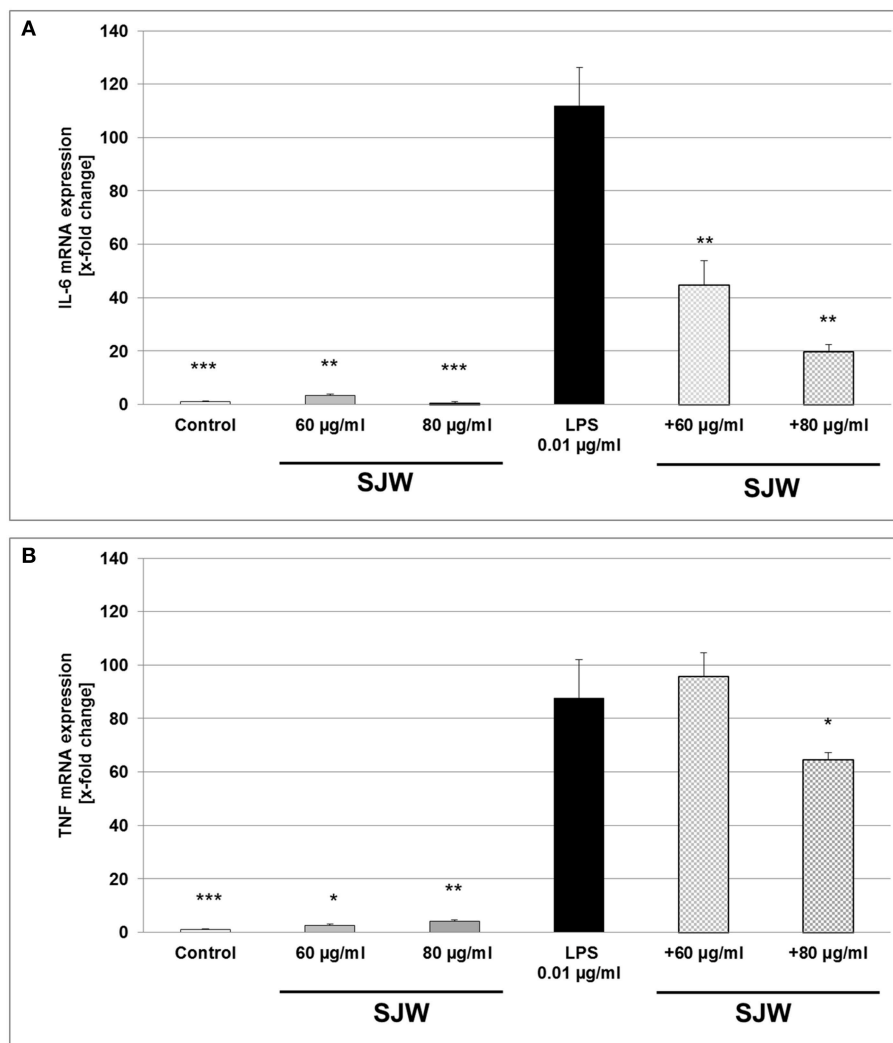 A
IL-6 mRNA expression
[x-fold change]
140
120
100
80
60
40
20
0
***
**
***
**
**
Control
60 µg/ml
80 µg/ml
LPS
0.01 µg/ml
+60 µg/ml
+80 µg/ml
SJW
SJW
B
TNF mRNA expression
[x-fold change]
140
120
100
80
60
40
20
0
***
*
**
*
Control
60 µg/ml
80 µg/ml
LPS
0.01 µg/ml
+60 µg/ml
+80 µg/ml
SJW
SJW